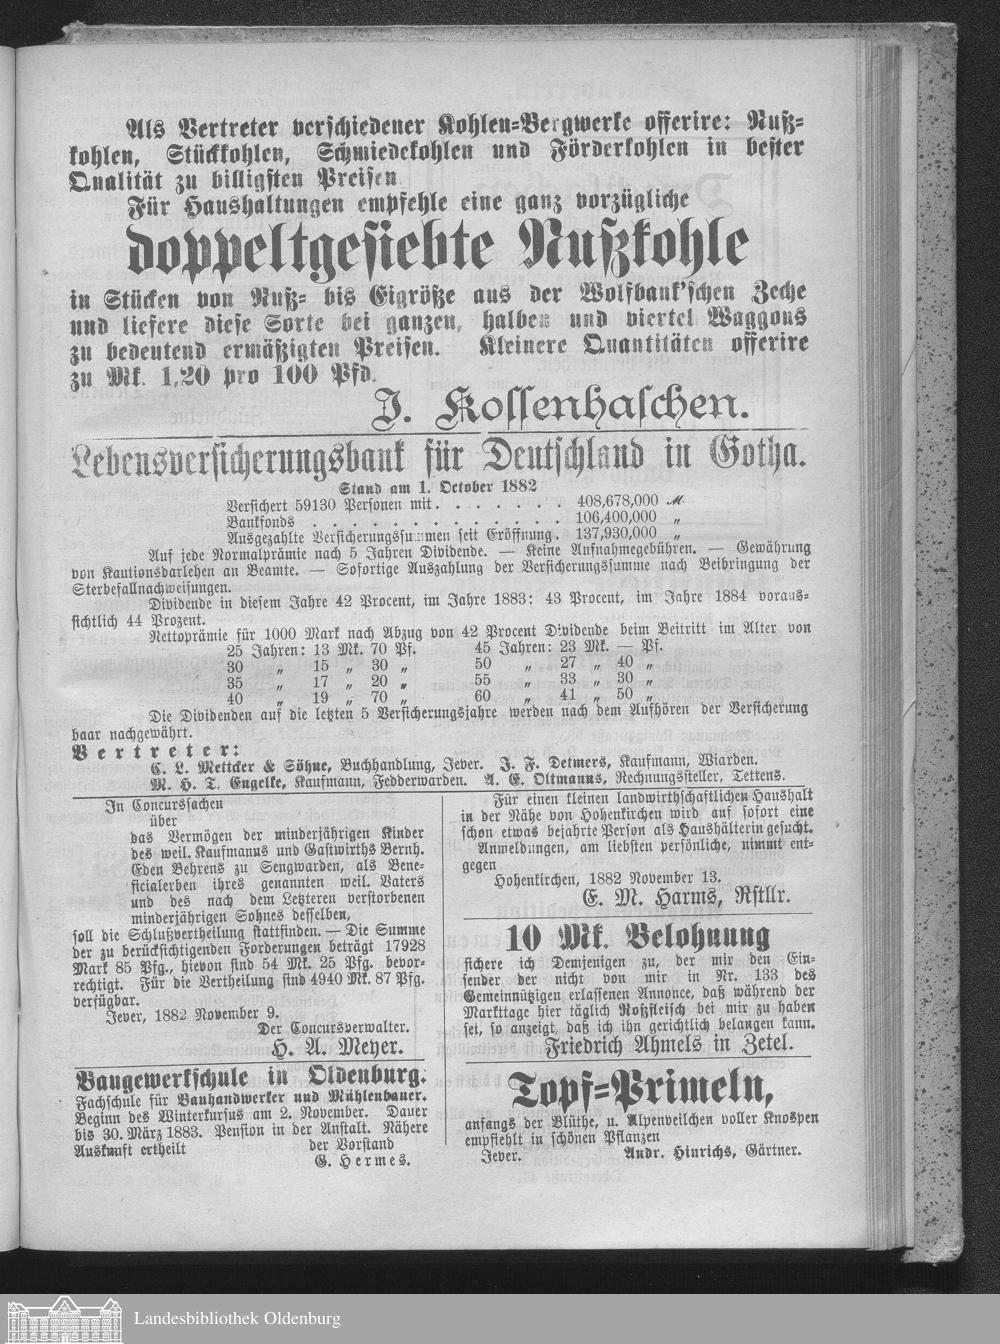 Als Vertreter verschiedener Kohlen-Bergwerke offerire: Nuß-
kohlen, Stückkohlen, Schmiedekohlen und Förderkohlen in bester
Qualität zu billigsten Preisen
Für Haushaltungen empfehle eine ganz vorzügliche
doppeltgesiebte Nußkohle
in Stücken von Nuß- bis Eigröße aus der Wolfbank'schen Zeche
und liefere diese Sorte bei ganzen, halben und viertel Waggons
zu bedeutend ermäßigten Preisen. Kleinere Quantitäten offerire
zu Mk. 1,20 pro 100 Pfd.
J. Kossenhaschen.
Lebensversicherungsbank für Deutschland in Gotha.
Stand am 1. October 1882
Versichert 59130 Personen mit . . . . . . . 408,678,000 M
Bankfonds . . . . . . . . . . . . . . 106,400,000 „
Ausgezahlte Versicherungssummen seit Eröffnung . 137,930,000 „
Auf jede Normalprämie nach 5 Jahren Dividende. — Keine Aufnahmegebühren. — Gewährung
von Kautionsdarlehen an Beamte. — Sofortige Auszahlung der Versicherungssumme nach Beibringung der
Sterbefallnachweisungen.
Dividende in diesem Jahre 42 Procent, im Jahre 1883: 43 Procent, im Jahre 1884 voraus-
sichtlich 44 Prozent.
Nettoprämie für 1000 Mark nach Abzug von 42 Procent Dividende beim Beitritt im Alter von
25 Jahren: 13 Mk. 70 Pf. 45 Jahren: 23 Mk. — Pf.
30 „ 15 „ 30 „ 50 „ 27 „ 40 „
35 „ 17 „ 20 „ 55 „ 33 „ 30 „
40 „ 19 „ 70 „ 60 „ 41 „ 50 „
Die Dividenden auf die letzten 5 Versicherungsjahre werden nach dem Aufhören der Versicherung
baar nachgewährt.
Vertreter:
C. L. Mettcker & Söhne, Buchhandlung, Jever. J. F. Detmers, Kaufmann, Wiarden.
M. H. T. Engelke, Kaufmann, Fedderwarden. A. E. Oltmanns, Rechnungssteller, Tettens.
In Concurssachen
über
das Vermögen der minderjährigen Kinder
des weil. Kaufmanns und Gastwirths Bernh.
Eden Behrens zu Sengwarden, als Bene-
ficialerben ihres genannten weil. Vaters
und des nach dem Letzteren verstorbenen
minderjährigen Sohnes desselben,
soll die Schlußvertheilung stattfinden. — Die Summe
der zu berücksichtigenden Forderungen beträgt 17928
Mark 85 Pfg., hievon sind 54 Mk. 25 Pfg. bevor-
rechtigt. Für die Vertheilung sind 4940 Mk. 87 Pfg.
verfügbar.
Jever, 1882 November 9.
Der Concursverwalter.
H. A. Meyer.
Baugewerkschule in Oldenburg.
Fachschule für Bauhandwerker und Mühlenbauer.
Beginn des Winterkursus am 2. November. Dauer
bis 30. März 1883. Pension in der Anstalt. Nähere
Auskunft ertheilt der Vorstand
G. Hermes.
Für einen kleinen landwirthschaftlichen Haushalt
in der Nähe von Hohenkirchen wird auf sofort eine
schon etwas bejahrte Person als Haushälterin gesucht.
Anmeldungen, am liebsten persönliche, nimmt ent-
gegen
Hohenkirchen, 1882 November 13.
E. M. Harms, Rstllr.
10 Mk. Belohnung
sichere ich Demjenigen zu, der mir den Ein-
sender der nicht von mir in Nr. 133 des
Gemeinnützigen erlassenen Annonce, daß während der
Markttage hier täglich Roßfleisch bei mir zu haben
sei, so anzeigt, daß ich ihn gerichtlich belangen kann.
Friedrich Ahmels in Zetel.
Topf-Primeln,
anfangs der Blüthe, u. Alpenveilchen voller Knospen
empfiehlt in schönen Pflanzen
Jever. Andr. Hinrichs, Gärtner.
Landesbibliothek Oldenburg